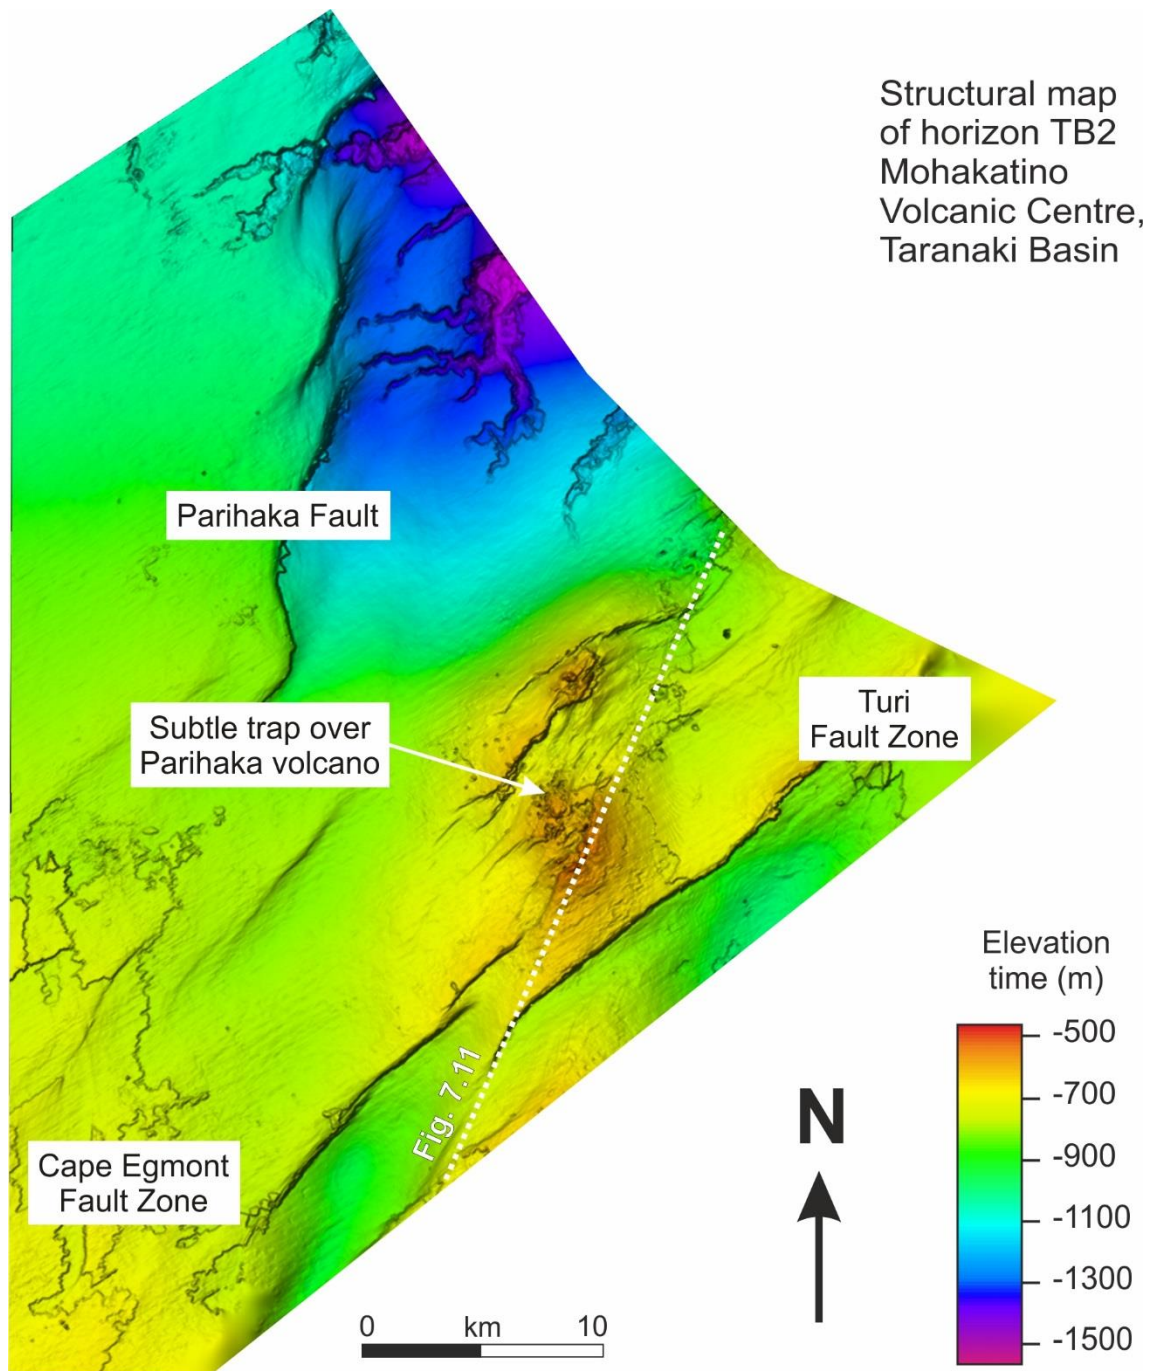 Structural map
of horizon TB2
Mohakatino
Volcanic Centre,
Taranaki Basin
Parihaka Fault
Subtle trap over
Parihaka volcano
Turi
Fault Zone
Cape Egmont
Fault Zone
Fig. 7.11
Elevation
time (m)
-500
-700
-900
-1100
-1300
-1500
N
0 km 10